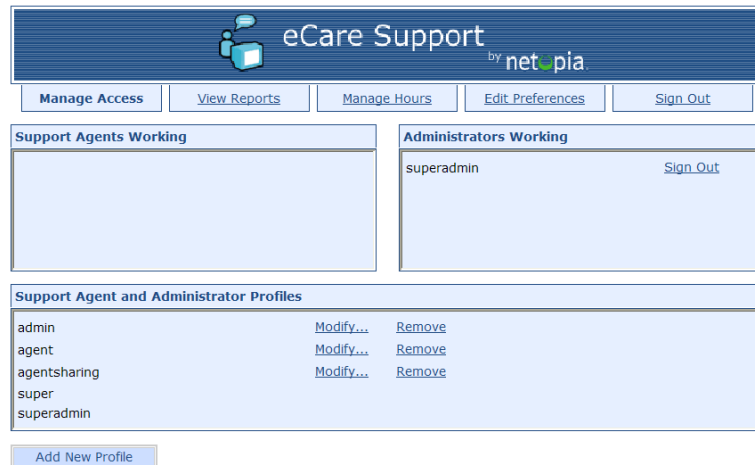 eCare Support
by netopia.
Manage Access View Reports Manage Hours Edit Preferences Sign Out
Support Agents Working
Administrators Working
superadmin Sign Out
Support Agent and Administrator Profiles
admin Modify... Remove
agent Modify... Remove
agentsharing Modify... Remove
super
superadmin
Add New Profile